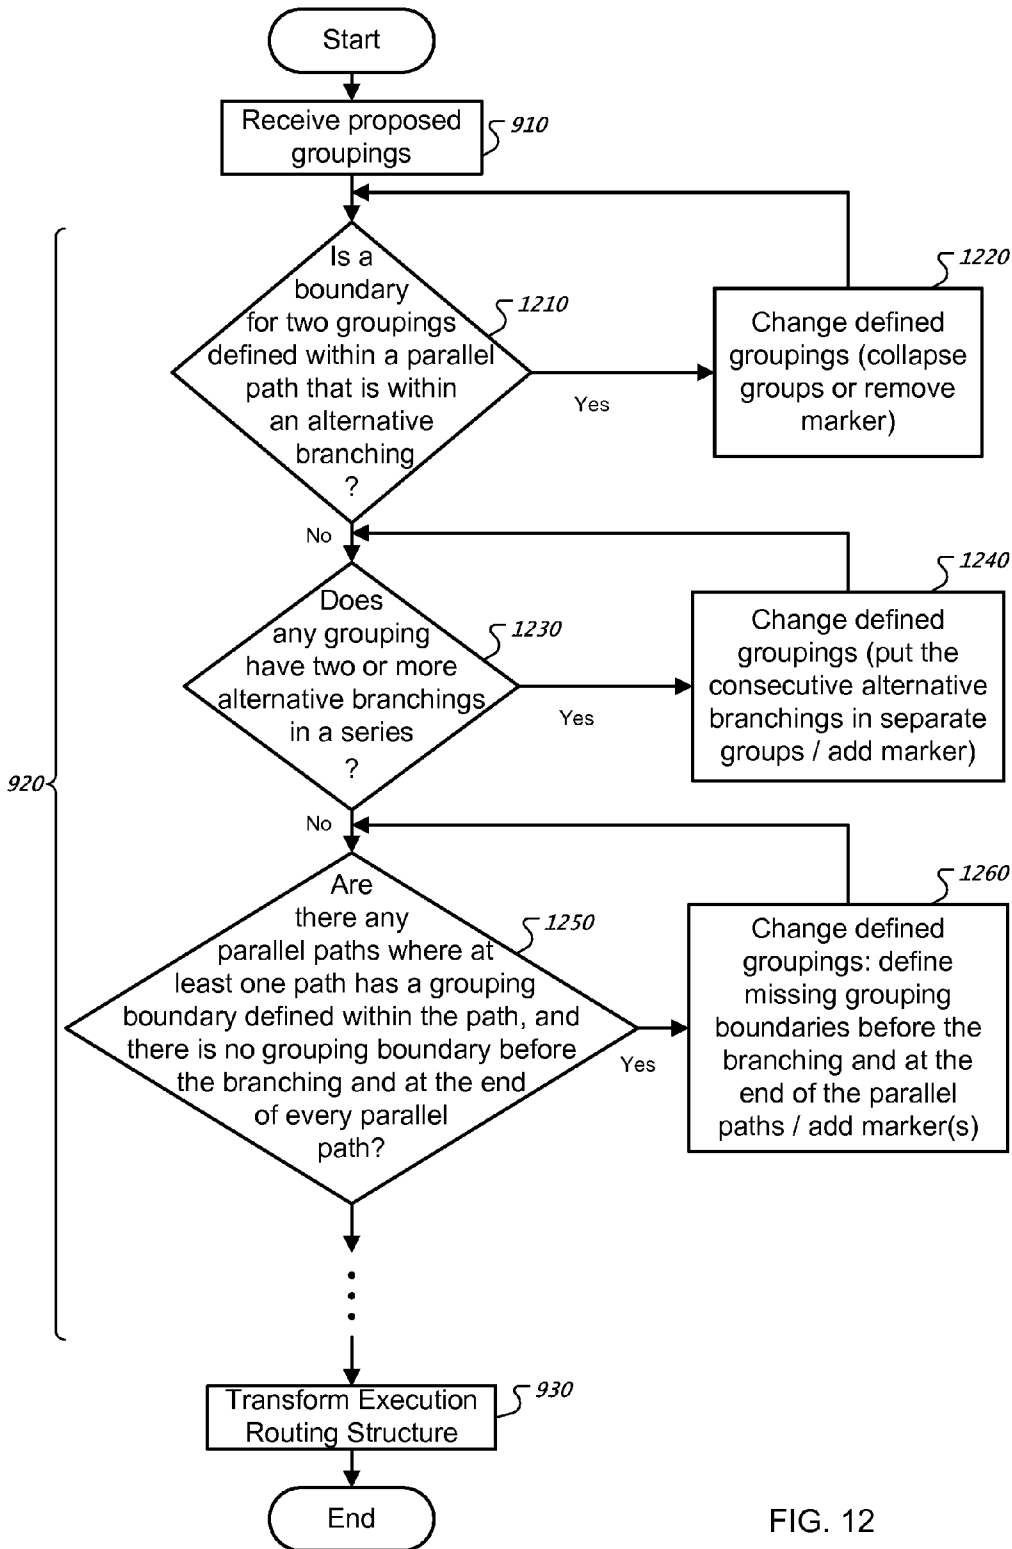 Start
Receive proposed
groupings
910
Is a
boundary
for two groupings
defined within a parallel
path that is within
an alternative
branching
?
1210
Yes
Change defined
groupings (collapse
groups or remove
marker)
1220
No
Does
any grouping
have two or more
alternative branchings
in a series
?
1230
Yes
Change defined
groupings (put the
consecutive alternative
branchings in separate
groups / add marker)
1240
920
No
Are
there any
parallel paths where at
least one path has a grouping
boundary defined within the path, and
there is no grouping boundary before
the branching and at the end
of every parallel
path?
1250
Yes
Change defined
groupings: define
missing grouping
boundaries before the
branching and at the
end of the parallel
paths / add marker(s)
1260
Transform Execution
Routing Structure
930
End
FIG. 12